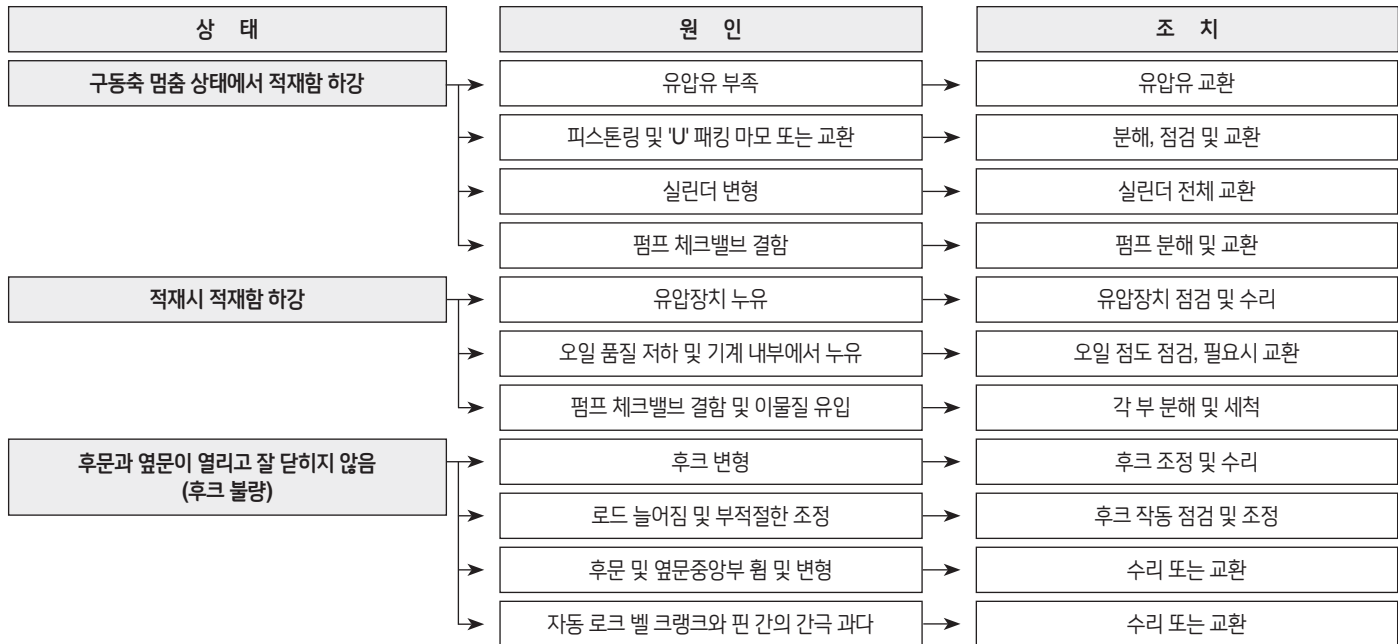 상 태
원 인
조 치
구동축 멈춤 상태에서 적재함 하강
유압유 부족
유압유 교환
피스톤링 및 'U' 패킹 마모 또는 교환
분해, 점검 및 교환
실린더 변형
실린더 전체 교환
펌프 체크밸브 결함
펌프 분해 및 교환
적재시 적재함 하강
유압장치 누유
유압장치 점검 및 수리
오일 품질 저하 및 기계 내부에서 누유
오일 점도 점검, 필요시 교환
펌프 체크밸브 결함 및 이물질 유입
각 부 분해 및 세척
후문과 옆문이 열리고 잘 닫히지 않음
(후크 불량)
후크 변형
후크 조정 및 수리
로드 늘어짐 및 부적절한 조정
후크 작동 점검 및 조정
후문 및 옆문중앙부 휨 및 변형
수리 또는 교환
자동 로크 벨 크랭크와 핀 간의 간극 과다
수리 또는 교환